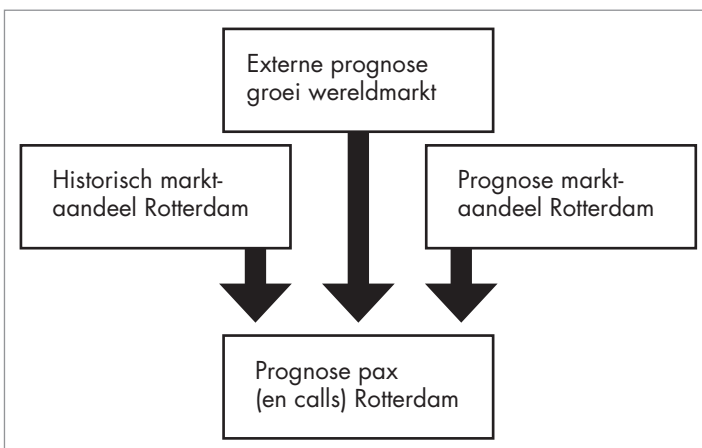 Externe prognose
groei wereldmarkt
Historisch markt-
aandeel Rotterdam
Prognose markt-
aandeel Rotterdam
Prognose pax
(en calls) Rotterdam